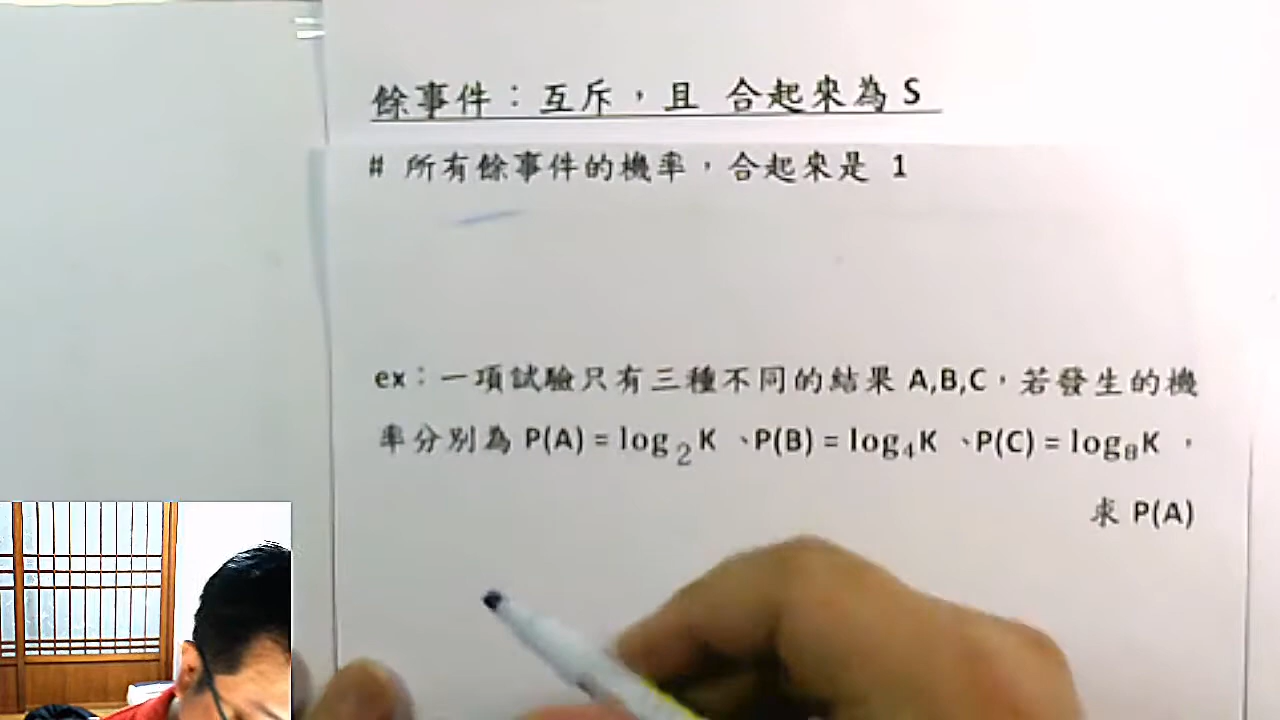 餘事件：互斥，且 合起來為 S
# 所有餘事件的機率，合起來是 1
ex：一項試驗只有三種不同的結果 A,B,C，若發生的機
率分別為 P(A) = log₂K 、P(B) = log₄K 、P(C) = log₈K ，
求 P(A)